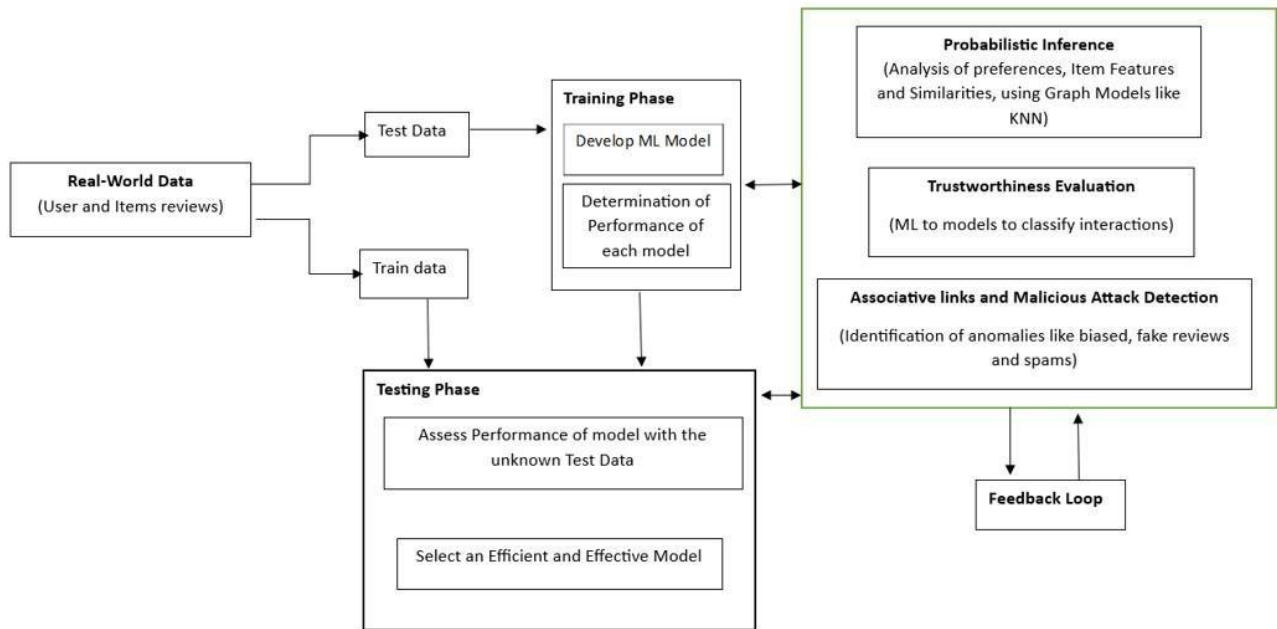 Real-World Data
(User and Items reviews)
Test Data
Train data
Training Phase
Develop ML Model
Determination of
Performance of
each model
Testing Phase
Assess Performance of model with the
unknown Test Data
Select an Efficient and Effective Model
Probabilistic Inference
(Analysis of preferences, Item Features
and Similarities, using Graph Models like
KNN)
Trustworthiness Evaluation
(ML to models to classify interactions)
Associative links and Malicious Attack Detection
(Identification of anomalies like biased, fake reviews
and spams)
Feedback Loop